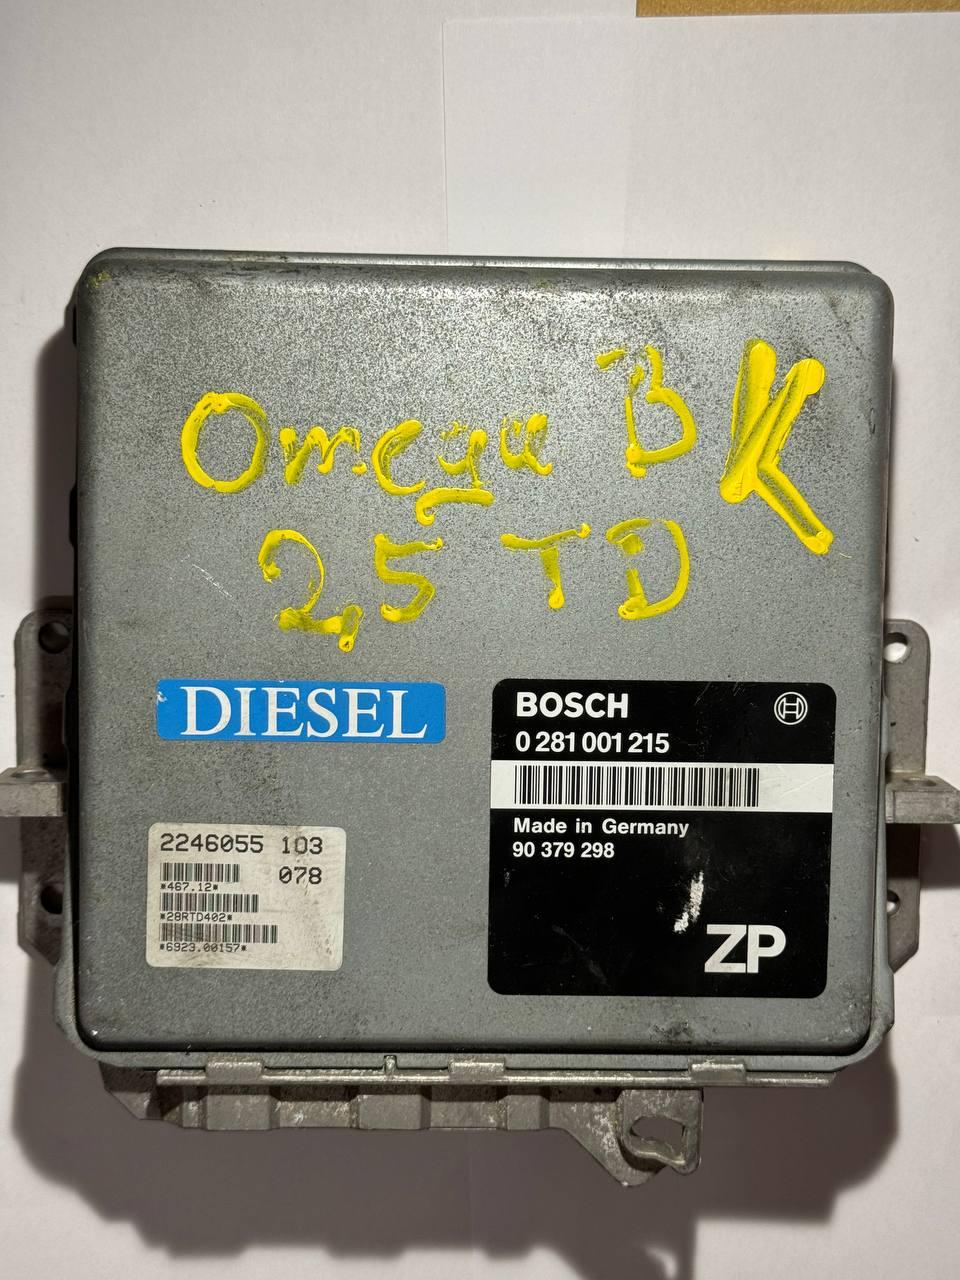 Omega B K
2,5 TD
DIESEL
BOSCH
0 281 001 215
Made in Germany
90 379 298
ZP
2246055 103
078
*467.12*
*28RTD402*
*6923.00157*